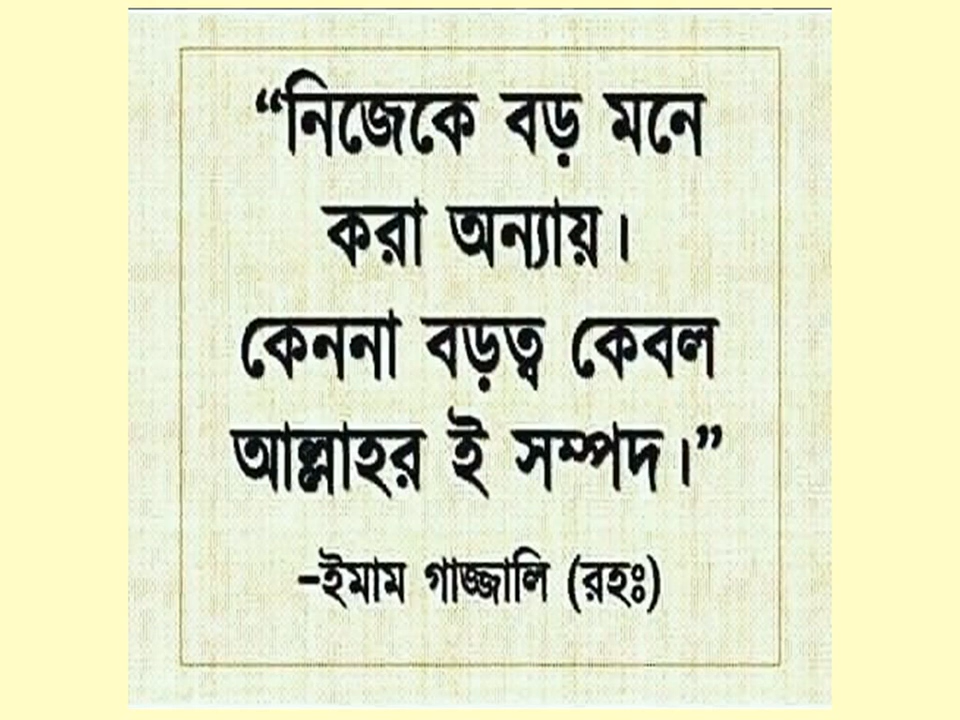 “নিজেকে বড় মনে
করা অন্যায়।
কেননা বড়ত্ব কেবল
আল্লাহর ই সম্পদ।”
-ইমাম গাজ্জালি (রহঃ)